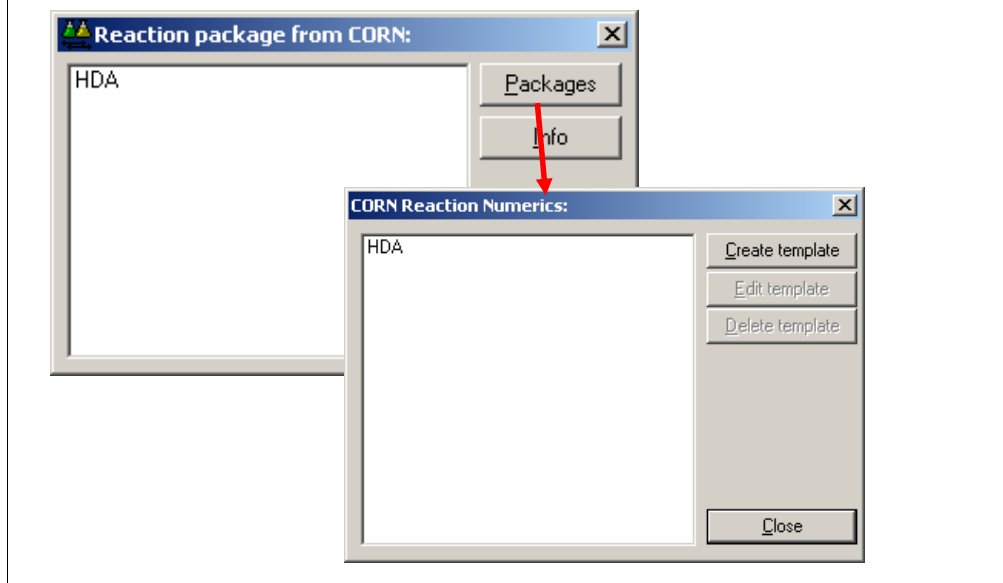 Reaction package from CORN:
HDA
Packages
Info
CORN Reaction Numerics:
HDA
Create template
Edit template
Delete template
Close